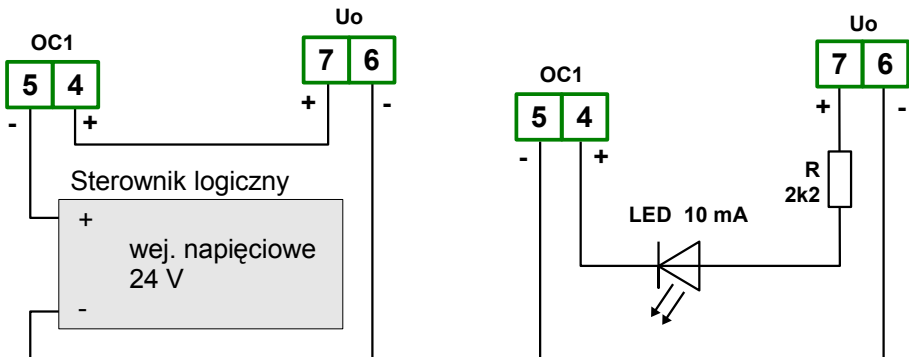 OC1
5 4
- +
Uo
7 6
+ -
Sterownik logiczny
+
wej. napięciowe
24 V
-
OC1
5 4
- +
Uo
7 6
+ -
R
2k2
LED 10 mA